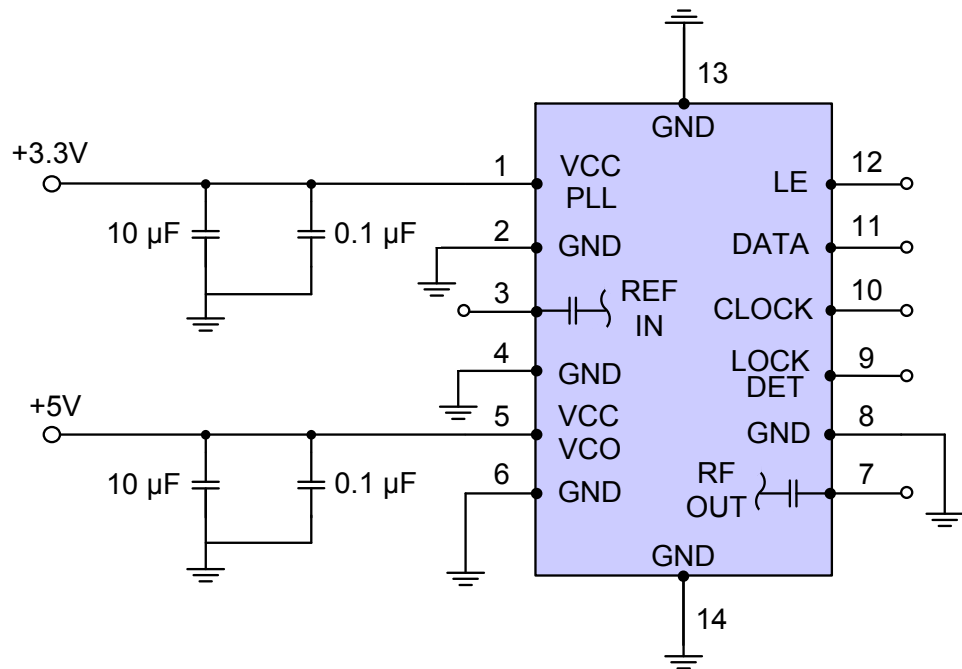 13
GND
+3.3V
1
VCC
PLL
12
LE
10 µF
0.1 µF
2
GND
11
DATA
3
REF
IN
10
CLOCK
4
GND
9
LOCK
DET
+5V
5
VCC
VCO
8
GND
10 µF
0.1 µF
6
GND
7
RF
OUT
GND
14